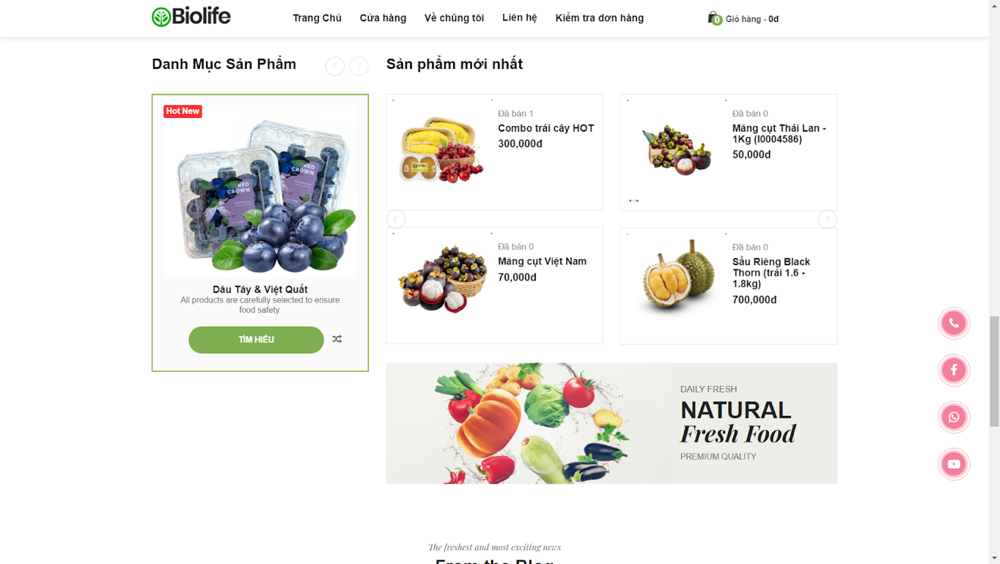 Biolife
Trang Chủ
Cửa hàng
Về chúng tôi
Liên hệ
Kiểm tra đơn hàng
0
Giỏ hàng - 0đ
Danh Mục Sản Phẩm
Sản phẩm mới nhất
Hot New
RED
CROWN
Dâu Tây & Việt Quất
All products are carefully selected to ensure
food safety.
TÌM HIỂU
Đã bán 1
Combo trái cây HOT
300,000đ
Đã bán 0
Măng cụt Thái Lan -
1Kg (I0004586)
50,000đ
Đã bán 0
Măng cụt Việt Nam
70,000đ
Đã bán 0
Sầu Riêng Black
Thorn (trái 1.6 -
1.8kg)
700,000đ
DAILY FRESH
NATURAL
Fresh Food
PREMIUM QUALITY
The freshest and most exciting news
From the Blog